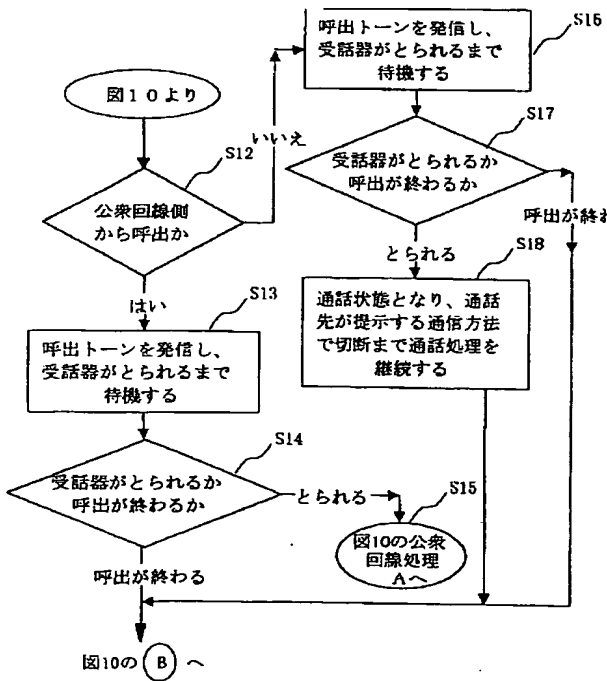 図10より
S12
公衆回線側
から呼出か
いいえ
はい
S13
呼出トーンを発信し、
受話器がとられるまで
待機する
S14
受話器がとられるか
呼出が終わるか
とられる
S15
図10の公衆
回線処理
Aへ
呼出が終わる
図10の B へ
S16
呼出トーンを発信し、
受話器がとられるまで
待機する
S17
受話器がとられるか
呼出が終わるか
呼出が終わ
とられる
S18
通話状態となり、通話
先が提示する通信方法
で切断まで通話処理を
継続する